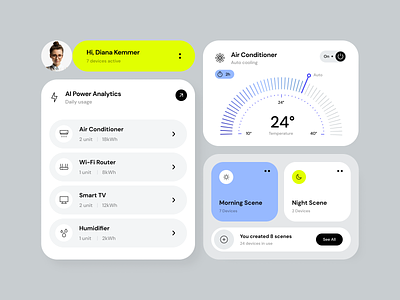 Hi, Diana Kemmer
7 devices active
AI Power Analytics
Daily usage
Air Conditioner
2 unit | 18kWh
Wi-Fi Router
1 unit | 8kWh
Smart TV
2 unit | 12kWh
Humidifier
1 unit | 2kWh
Air Conditioner
Auto cooling
On
2h
Auto
24°
24°
Temperature
10°
60°
Morning Scene
1 Devices
Night Scene
2 Devices
You created 8 scenes
24 devices in use
See All